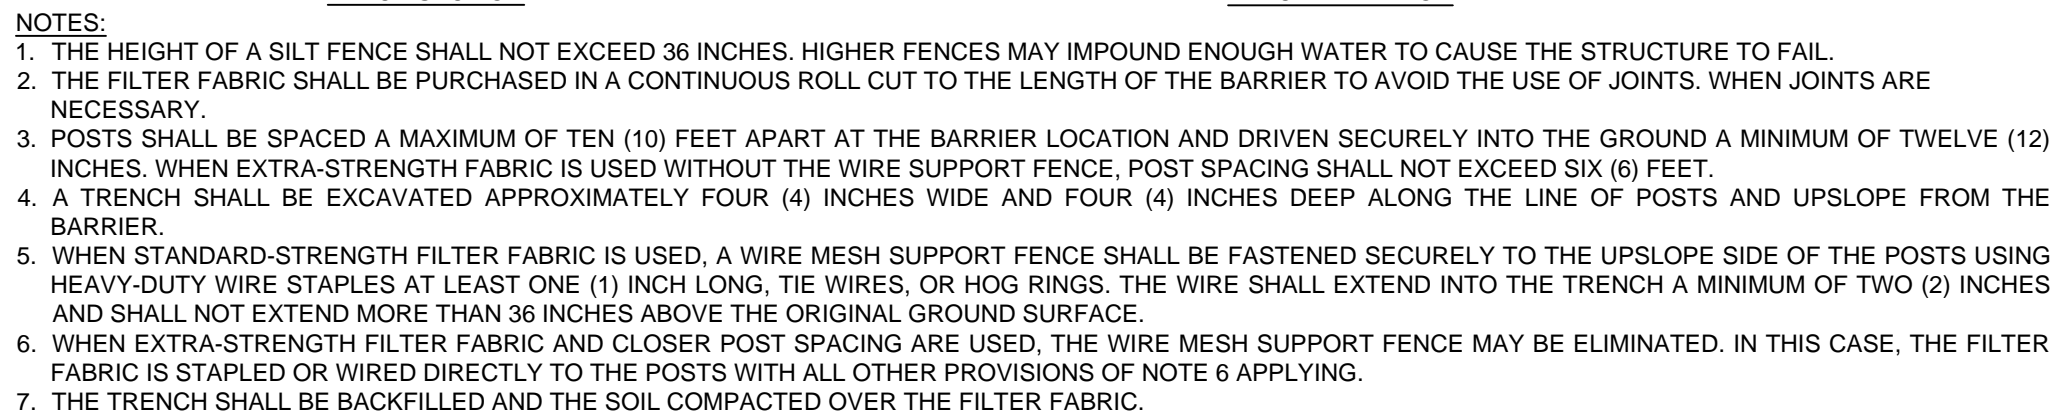 NOTES:
1. THE HEIGHT OF A SILT FENCE SHALL NOT EXCEED 36 INCHES. HIGHER FENCES MAY IMPOUND ENOUGH WATER TO CAUSE THE STRUCTURE TO FAIL.
2. THE FILTER FABRIC SHALL BE PURCHASED IN A CONTINUOUS ROLL CUT TO THE LENGTH OF THE BARRIER TO AVOID THE USE OF JOINTS. WHEN JOINTS ARE
NECESSARY.
3. POSTS SHALL BE SPACED A MAXIMUM OF TEN (10) FEET APART AT THE BARRIER LOCATION AND DRIVEN SECURELY INTO THE GROUND A MINIMUM OF TWELVE (12)
INCHES. WHEN EXTRA-STRENGTH FABRIC IS USED WITHOUT THE WIRE SUPPORT FENCE, POST SPACING SHALL NOT EXCEED SIX (6) FEET.
4. A TRENCH SHALL BE EXCAVATED APPROXIMATELY FOUR (4) INCHES WIDE AND FOUR (4) INCHES DEEP ALONG THE LINE OF POSTS AND UPSLOPE FROM THE
BARRIER.
5. WHEN STANDARD-STRENGTH FILTER FABRIC IS USED, A WIRE MESH SUPPORT FENCE SHALL BE FASTENED SECURELY TO THE UPSLOPE SIDE OF THE POSTS USING
HEAVY-DUTY WIRE STAPLES AT LEAST ONE (1) INCH LONG, TIE WIRES, OR HOG RINGS. THE WIRE SHALL EXTEND INTO THE TRENCH A MINIMUM OF TWO (2) INCHES
AND SHALL NOT EXTEND MORE THAN 36 INCHES ABOVE THE ORIGINAL GROUND SURFACE.
6. WHEN EXTRA-STRENGTH FILTER FABRIC AND CLOSER POST SPACING ARE USED, THE WIRE MESH SUPPORT FENCE MAY BE ELIMINATED. IN THIS CASE, THE FILTER
FABRIC IS STAPLED OR WIRED DIRECTLY TO THE POSTS WITH ALL OTHER PROVISIONS OF NOTE 6 APPLYING.
7. THE TRENCH SHALL BE BACKFILLED AND THE SOIL COMPACTED OVER THE FILTER FABRIC.